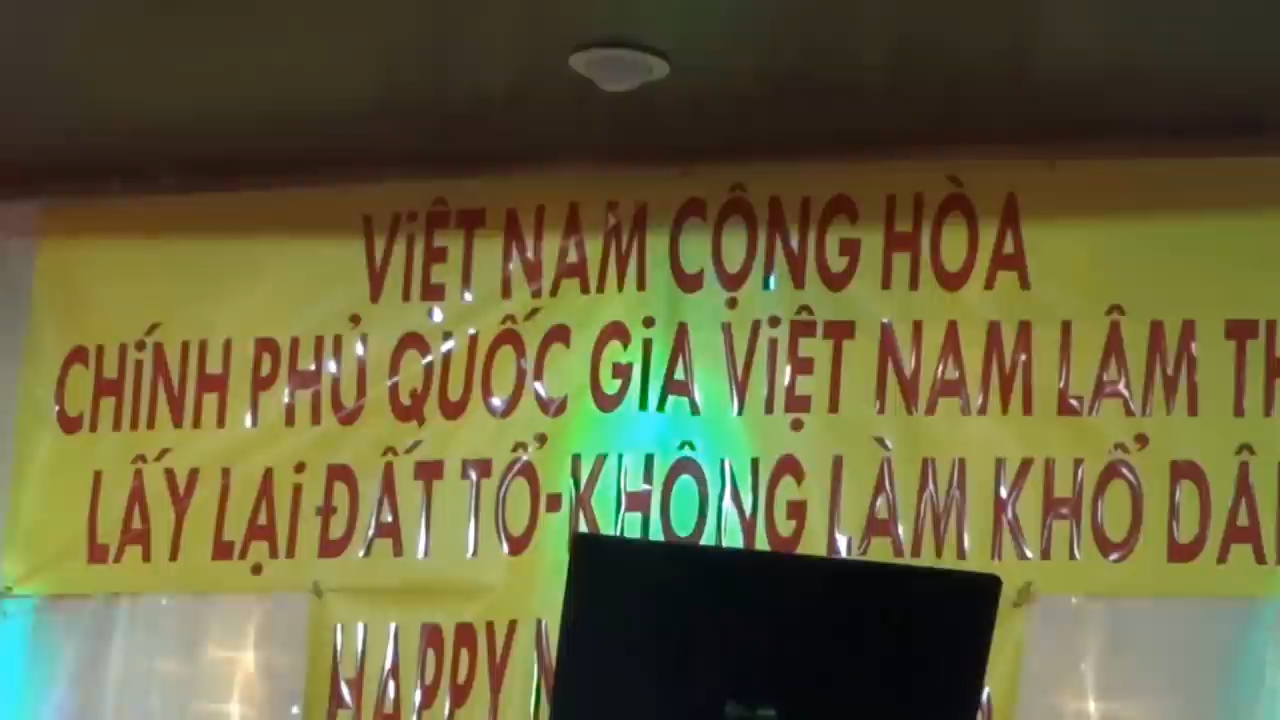 VIỆT NAM CỘNG HÒA
CHÍNH PHỦ QUỐC GIA VIỆT NAM LÂM
LẤY LẠI ĐẤT TỔ-KHÔNG LÀM KHỔ
HAPPY